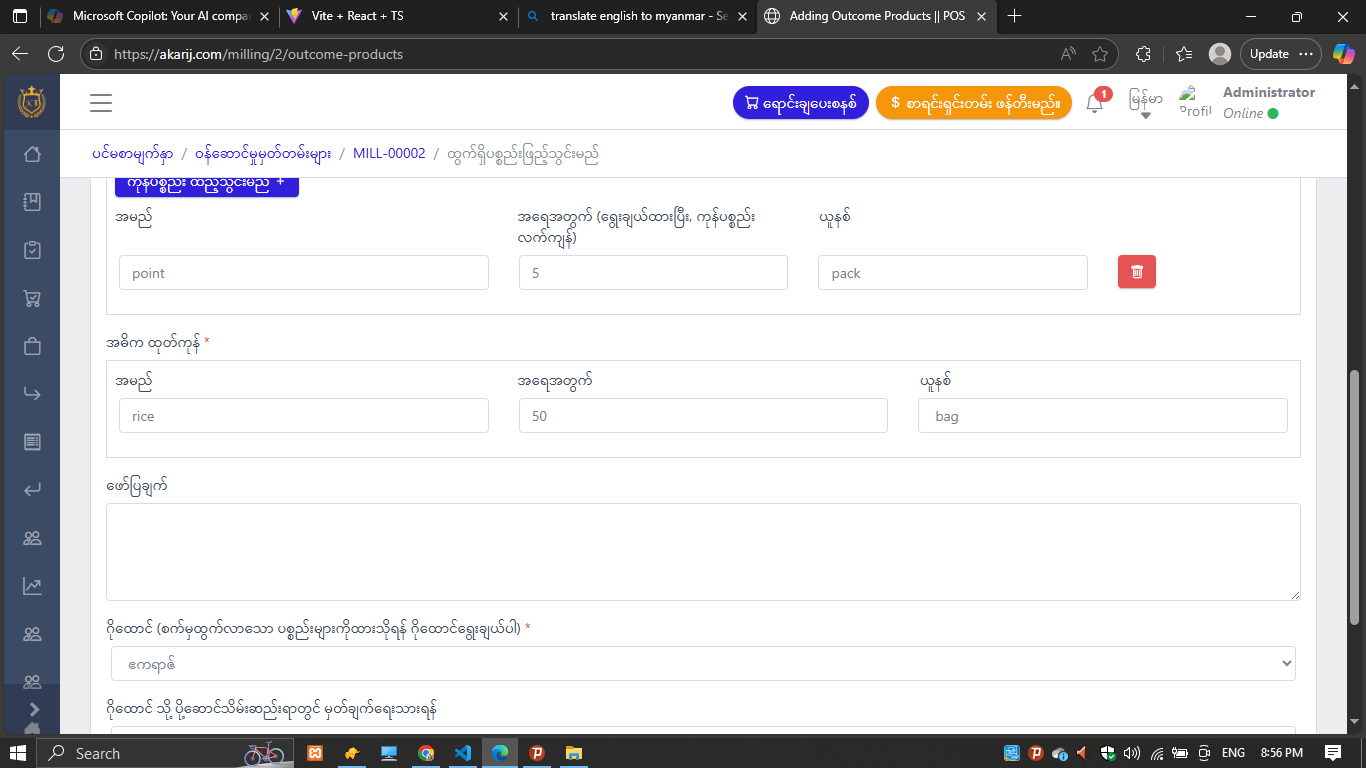 Microsoft Copilot: Your AI compa
Vite + React + TS
translate english to myanmar - Se
Adding Outcome Products || POS
https://akarij.com/milling/2/outcome-products
Update
ရောင်းချပေးစနစ်
$ စာရင်းရှင်းတမ်း ဖန်တီးမည်။
1
မြန်မာ
Profil
Administrator
Online
ပင်မစာမျက်နှာ / ဝန်ဆောင်မှုမှတ်တမ်းများ / MILL-00002 / ထွက်ရှိပစ္စည်းဖြည့်သွင်းမည်
ကုန်ပစ္စည်း ထည့်သွင်းမည် +
အမည်
အရေအတွက် (ရွေးချယ်ထားပြီး, ကုန်ပစ္စည်း
လက်ကျန်)
ယူနစ်
point
5
pack
အဓိက ထုတ်ကုန် *
အမည်
အရေအတွက်
ယူနစ်
rice
50
bag
ဖော်ပြချက်
ဂိုထောင် (စက်မှထွက်လာသော ပစ္စည်းများကိုထားသိုရန် ဂိုထောင်ရွေးချယ်ပါ) *
ဧကရာဇ်
ဂိုထောင် သို့ ပို့ဆောင်သိမ်းဆည်းရာတွင် မှတ်ချက်ရေးသားရန်
Search
ENG
8:56 PM